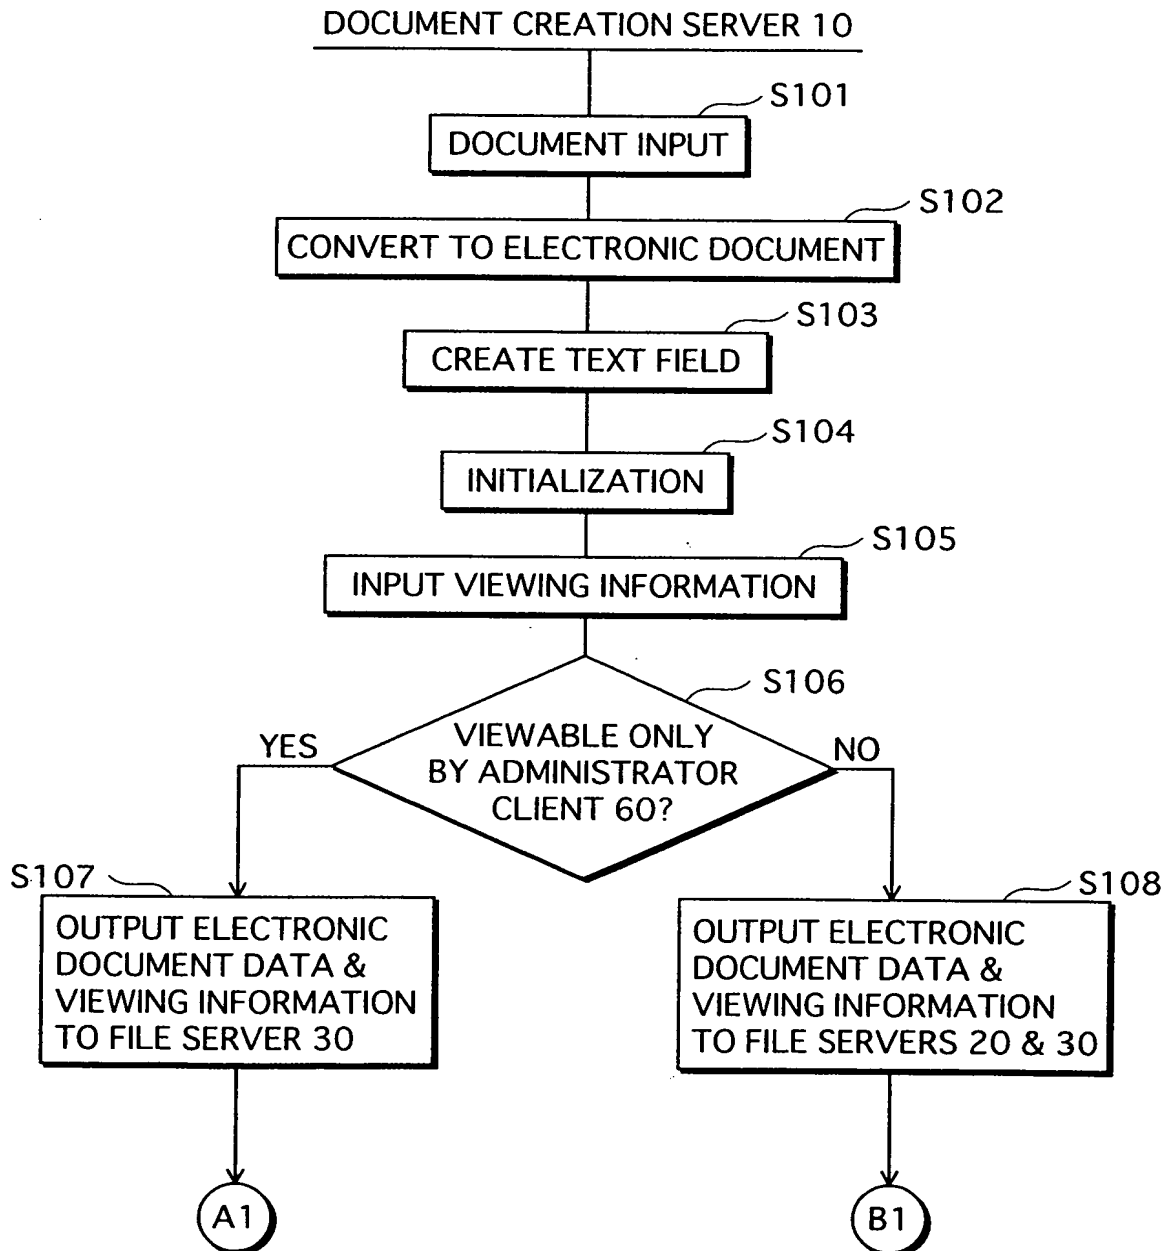 DOCUMENT CREATION SERVER 10
S101
DOCUMENT INPUT
S102
CONVERT TO ELECTRONIC DOCUMENT
S103
CREATE TEXT FIELD
S104
INITIALIZATION
S105
INPUT VIEWING INFORMATION
S106
VIEWABLE ONLY
BY ADMINISTRATOR
CLIENT 60?
YES
NO
S107
OUTPUT ELECTRONIC
DOCUMENT DATA &
VIEWING INFORMATION
TO FILE SERVER 30
S108
OUTPUT ELECTRONIC
DOCUMENT DATA &
VIEWING INFORMATION
TO FILE SERVERS 20 & 30
A1
B1